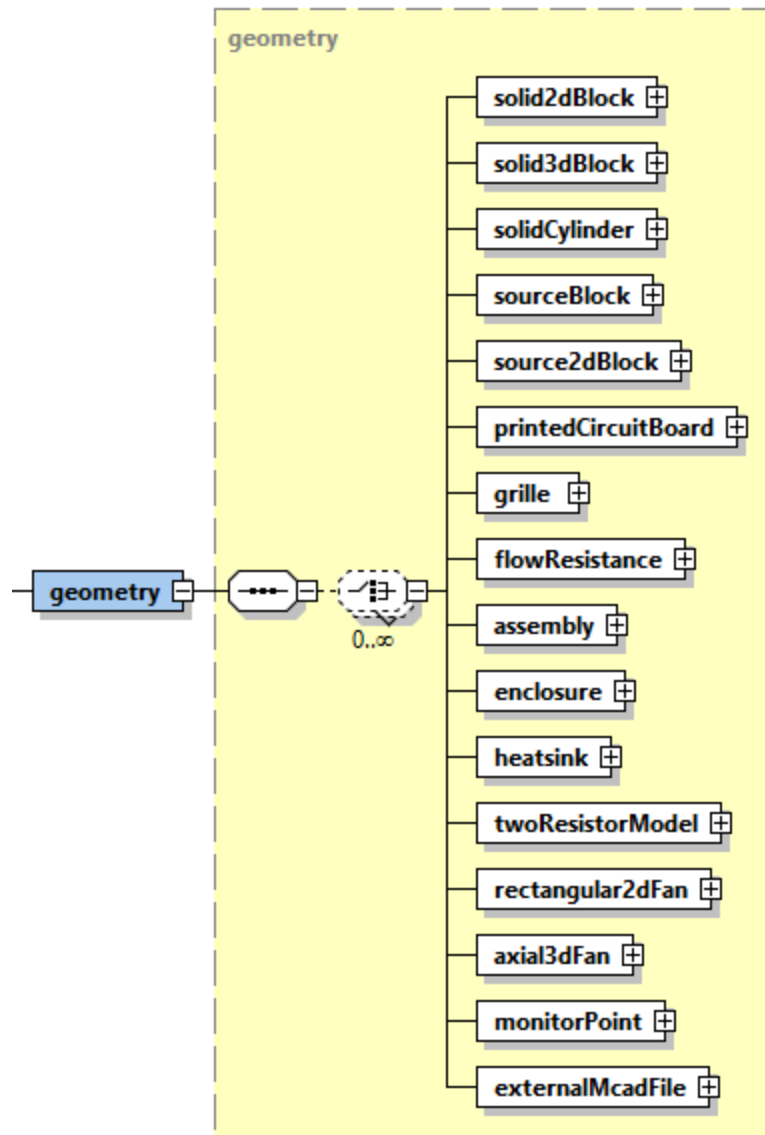 geometry
solid2dBlock
solid3dBlock
solidCylinder
sourceBlock
source2dBlock
printedCircuitBoard
grille
flowResistance
geometry
0..∞
assembly
enclosure
heatsink
twoResistorModel
rectangular2dFan
axial3dFan
monitorPoint
externalMcadFile